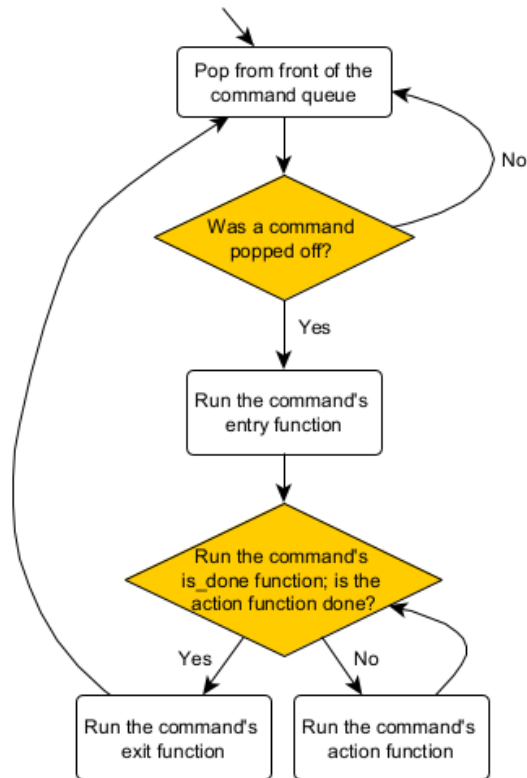 Pop from front of the
command queue
No
Was a command
popped off?
Yes
Run the command's
entry function
Run the command's
is_done function; is the
action function done?
Yes
No
Run the command's
exit function
Run the command's
action function